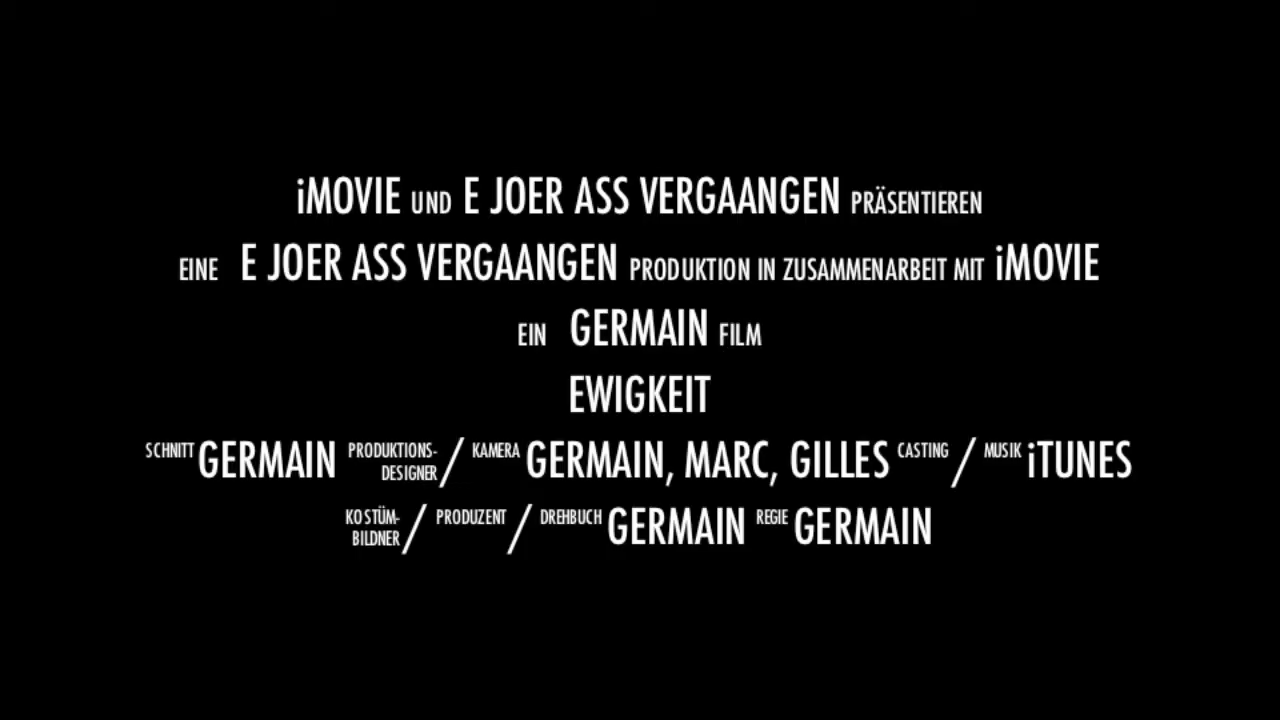 iMOVIE UND E JOER ASS VERGAANGEN PRÄSENTIEREN
EINE E JOER ASS VERGAANGEN PRODUKTION IN ZUSAMMENARBEIT MIT iMOVIE
EIN GERMAIN FILM
EWIGKEIT
SCHNITT GERMAIN PRODUKTIONS-DESIGNER / KAMERA GERMAIN, MARC, GILLES CASTING / MUSIK iTUNES
KOSTÜM-BILDNER / PRODUZENT / DREHBUCH GERMAIN REGIE GERMAIN